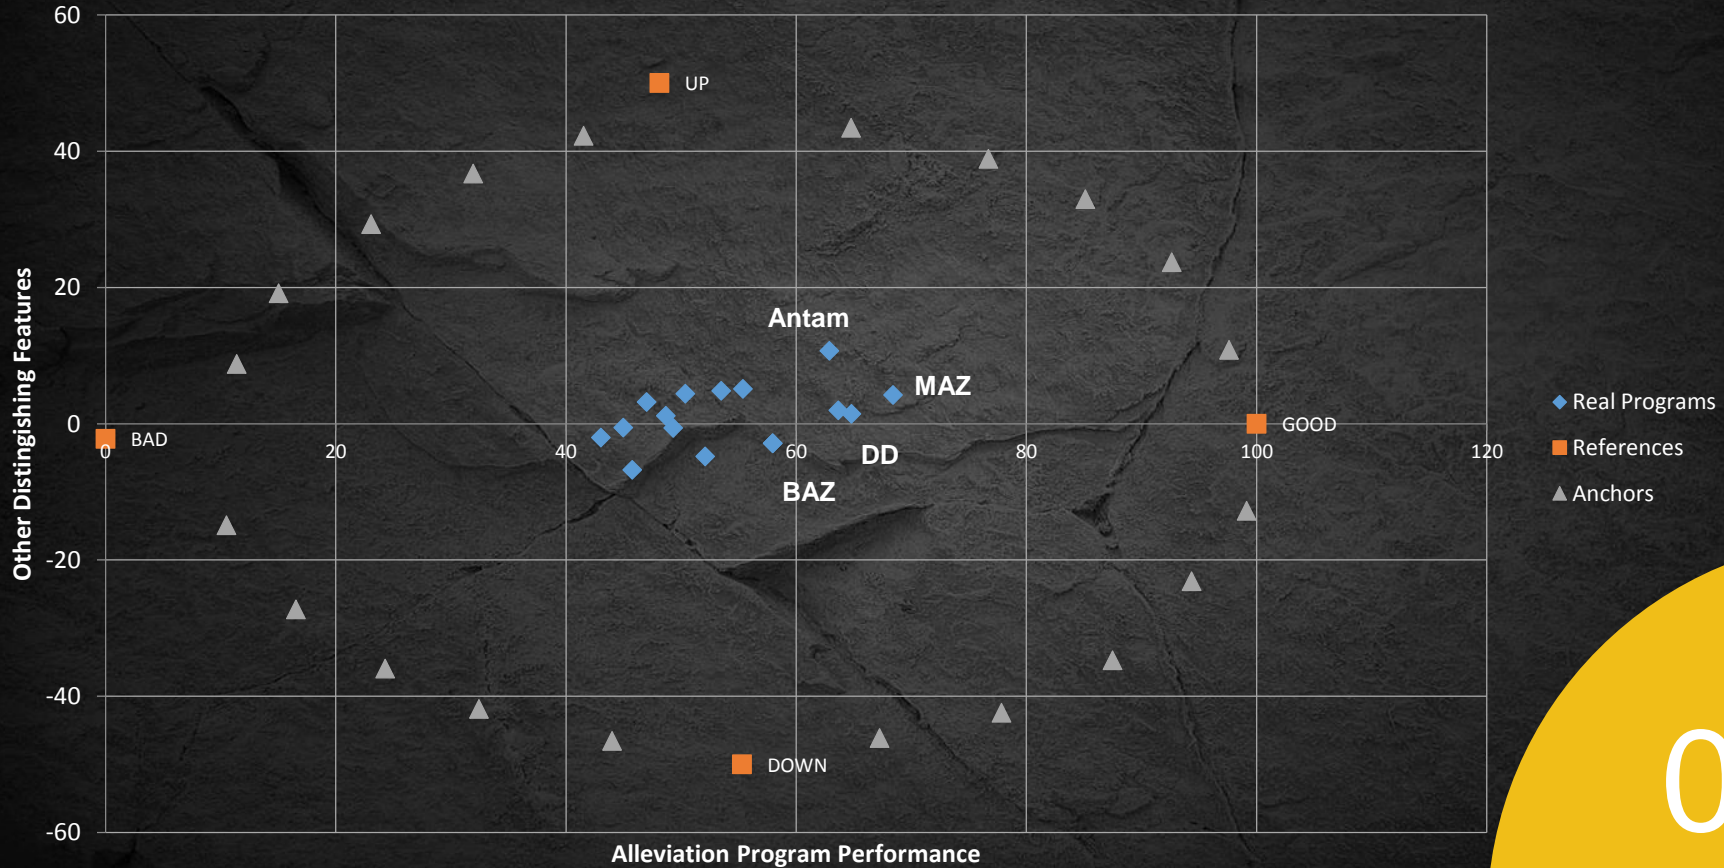 60
UP
40
20
Antam
MAZ
0
BAD
GOOD
0
20
40
60
80
100
120
DD
BAZ
-20
-40
DOWN
-60
Other Distingishing Features
Alleviation Program Performance
Real Programs
References
Anchors
0